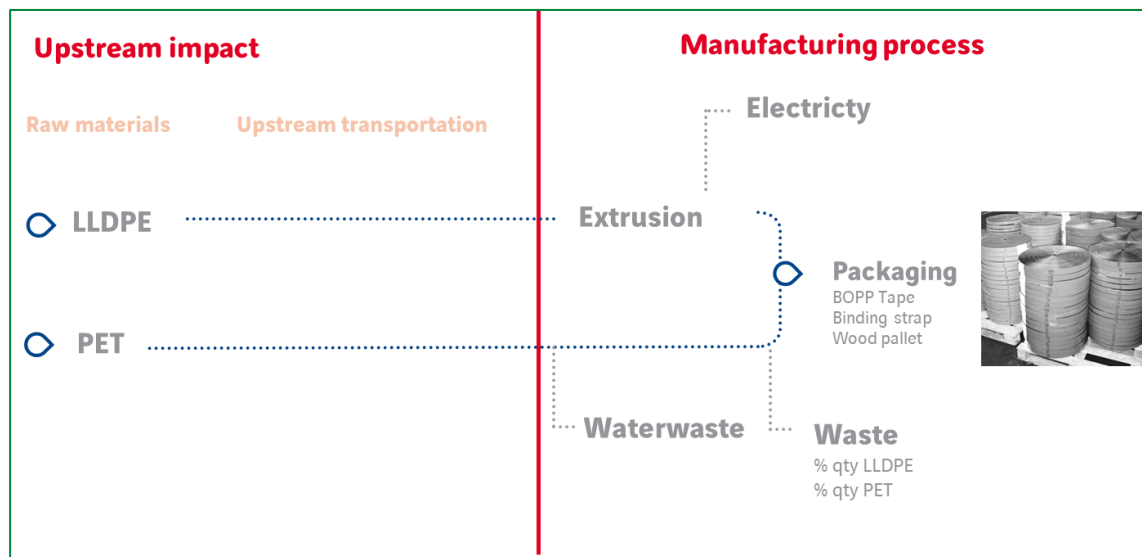 Upstream impact
Manufacturing process
Raw materials
Upstream transportation
Electricty
LLDPE
Extrusion
Packaging
BOPP Tape
Binding strap
Wood pallet
PET
Waterwaste
Waste
% qty LLDPE
% qty PET